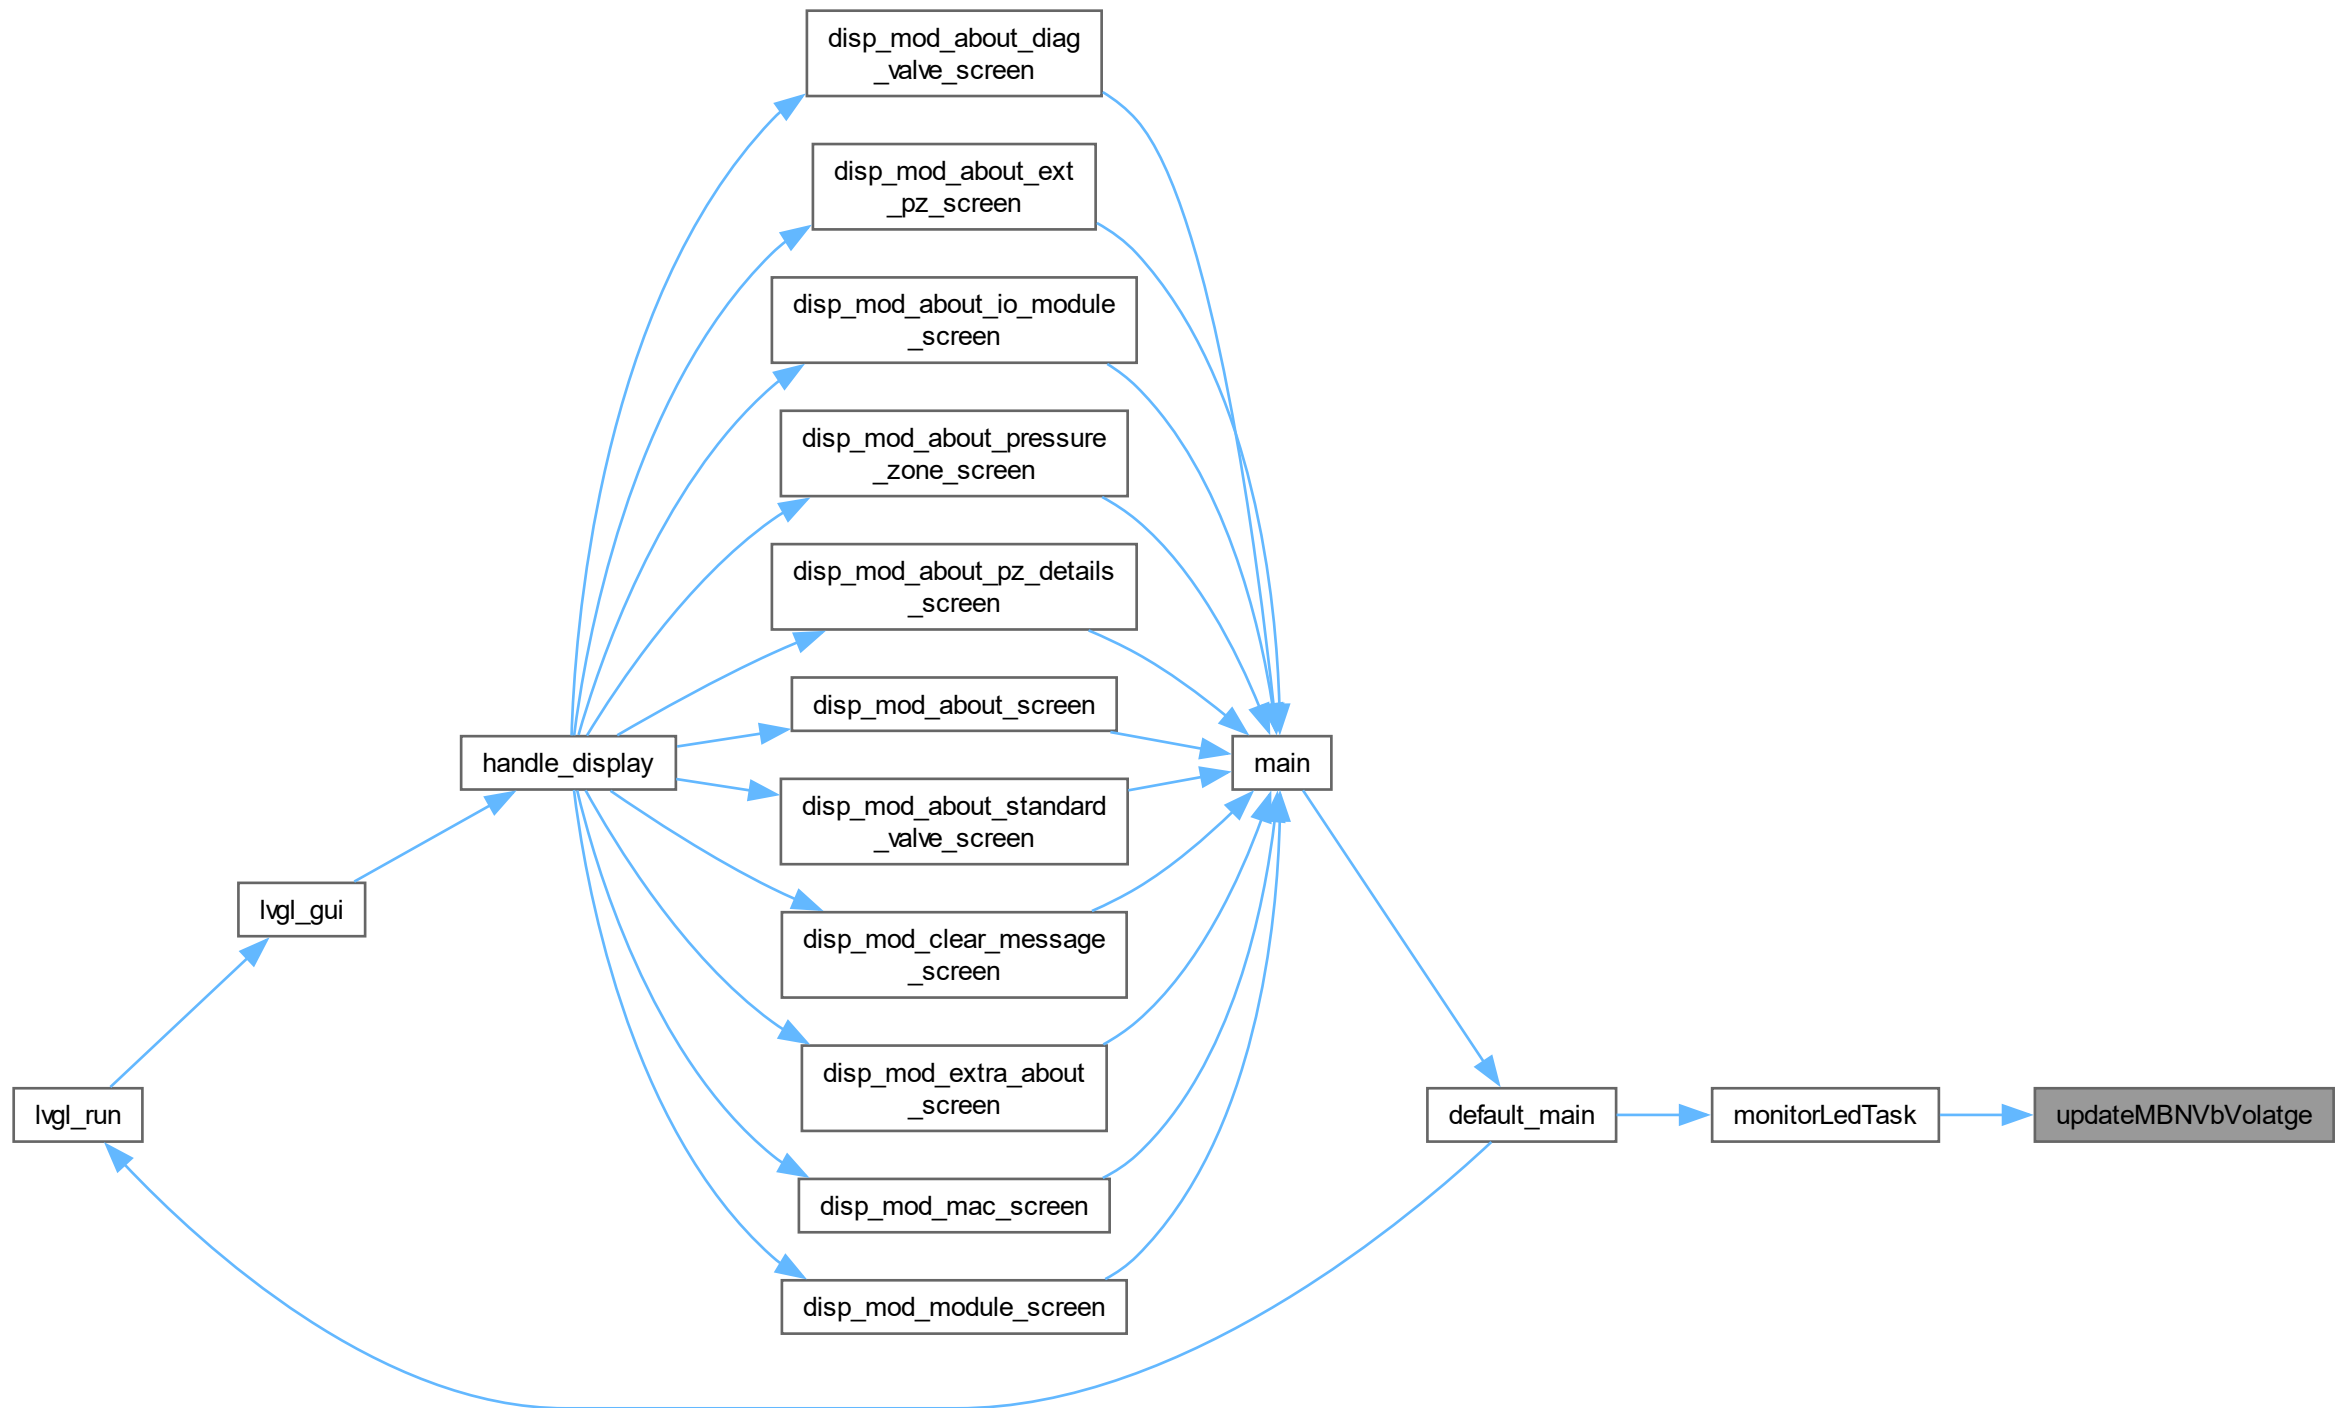 disp_mod_about_diag
_valve_screen
disp_mod_about_ext
_pz_screen
disp_mod_about_io_module
_screen
disp_mod_about_pressure
_zone_screen
disp_mod_about_pz_details
_screen
disp_mod_about_screen
handle_display
main
disp_mod_about_standard
_valve_screen
lvgl_gui
disp_mod_clear_message
_screen
disp_mod_extra_about
_screen
lvgl_run
default_main
monitorLedTask
updateMBNVbVolatge
disp_mod_mac_screen
disp_mod_module_screen